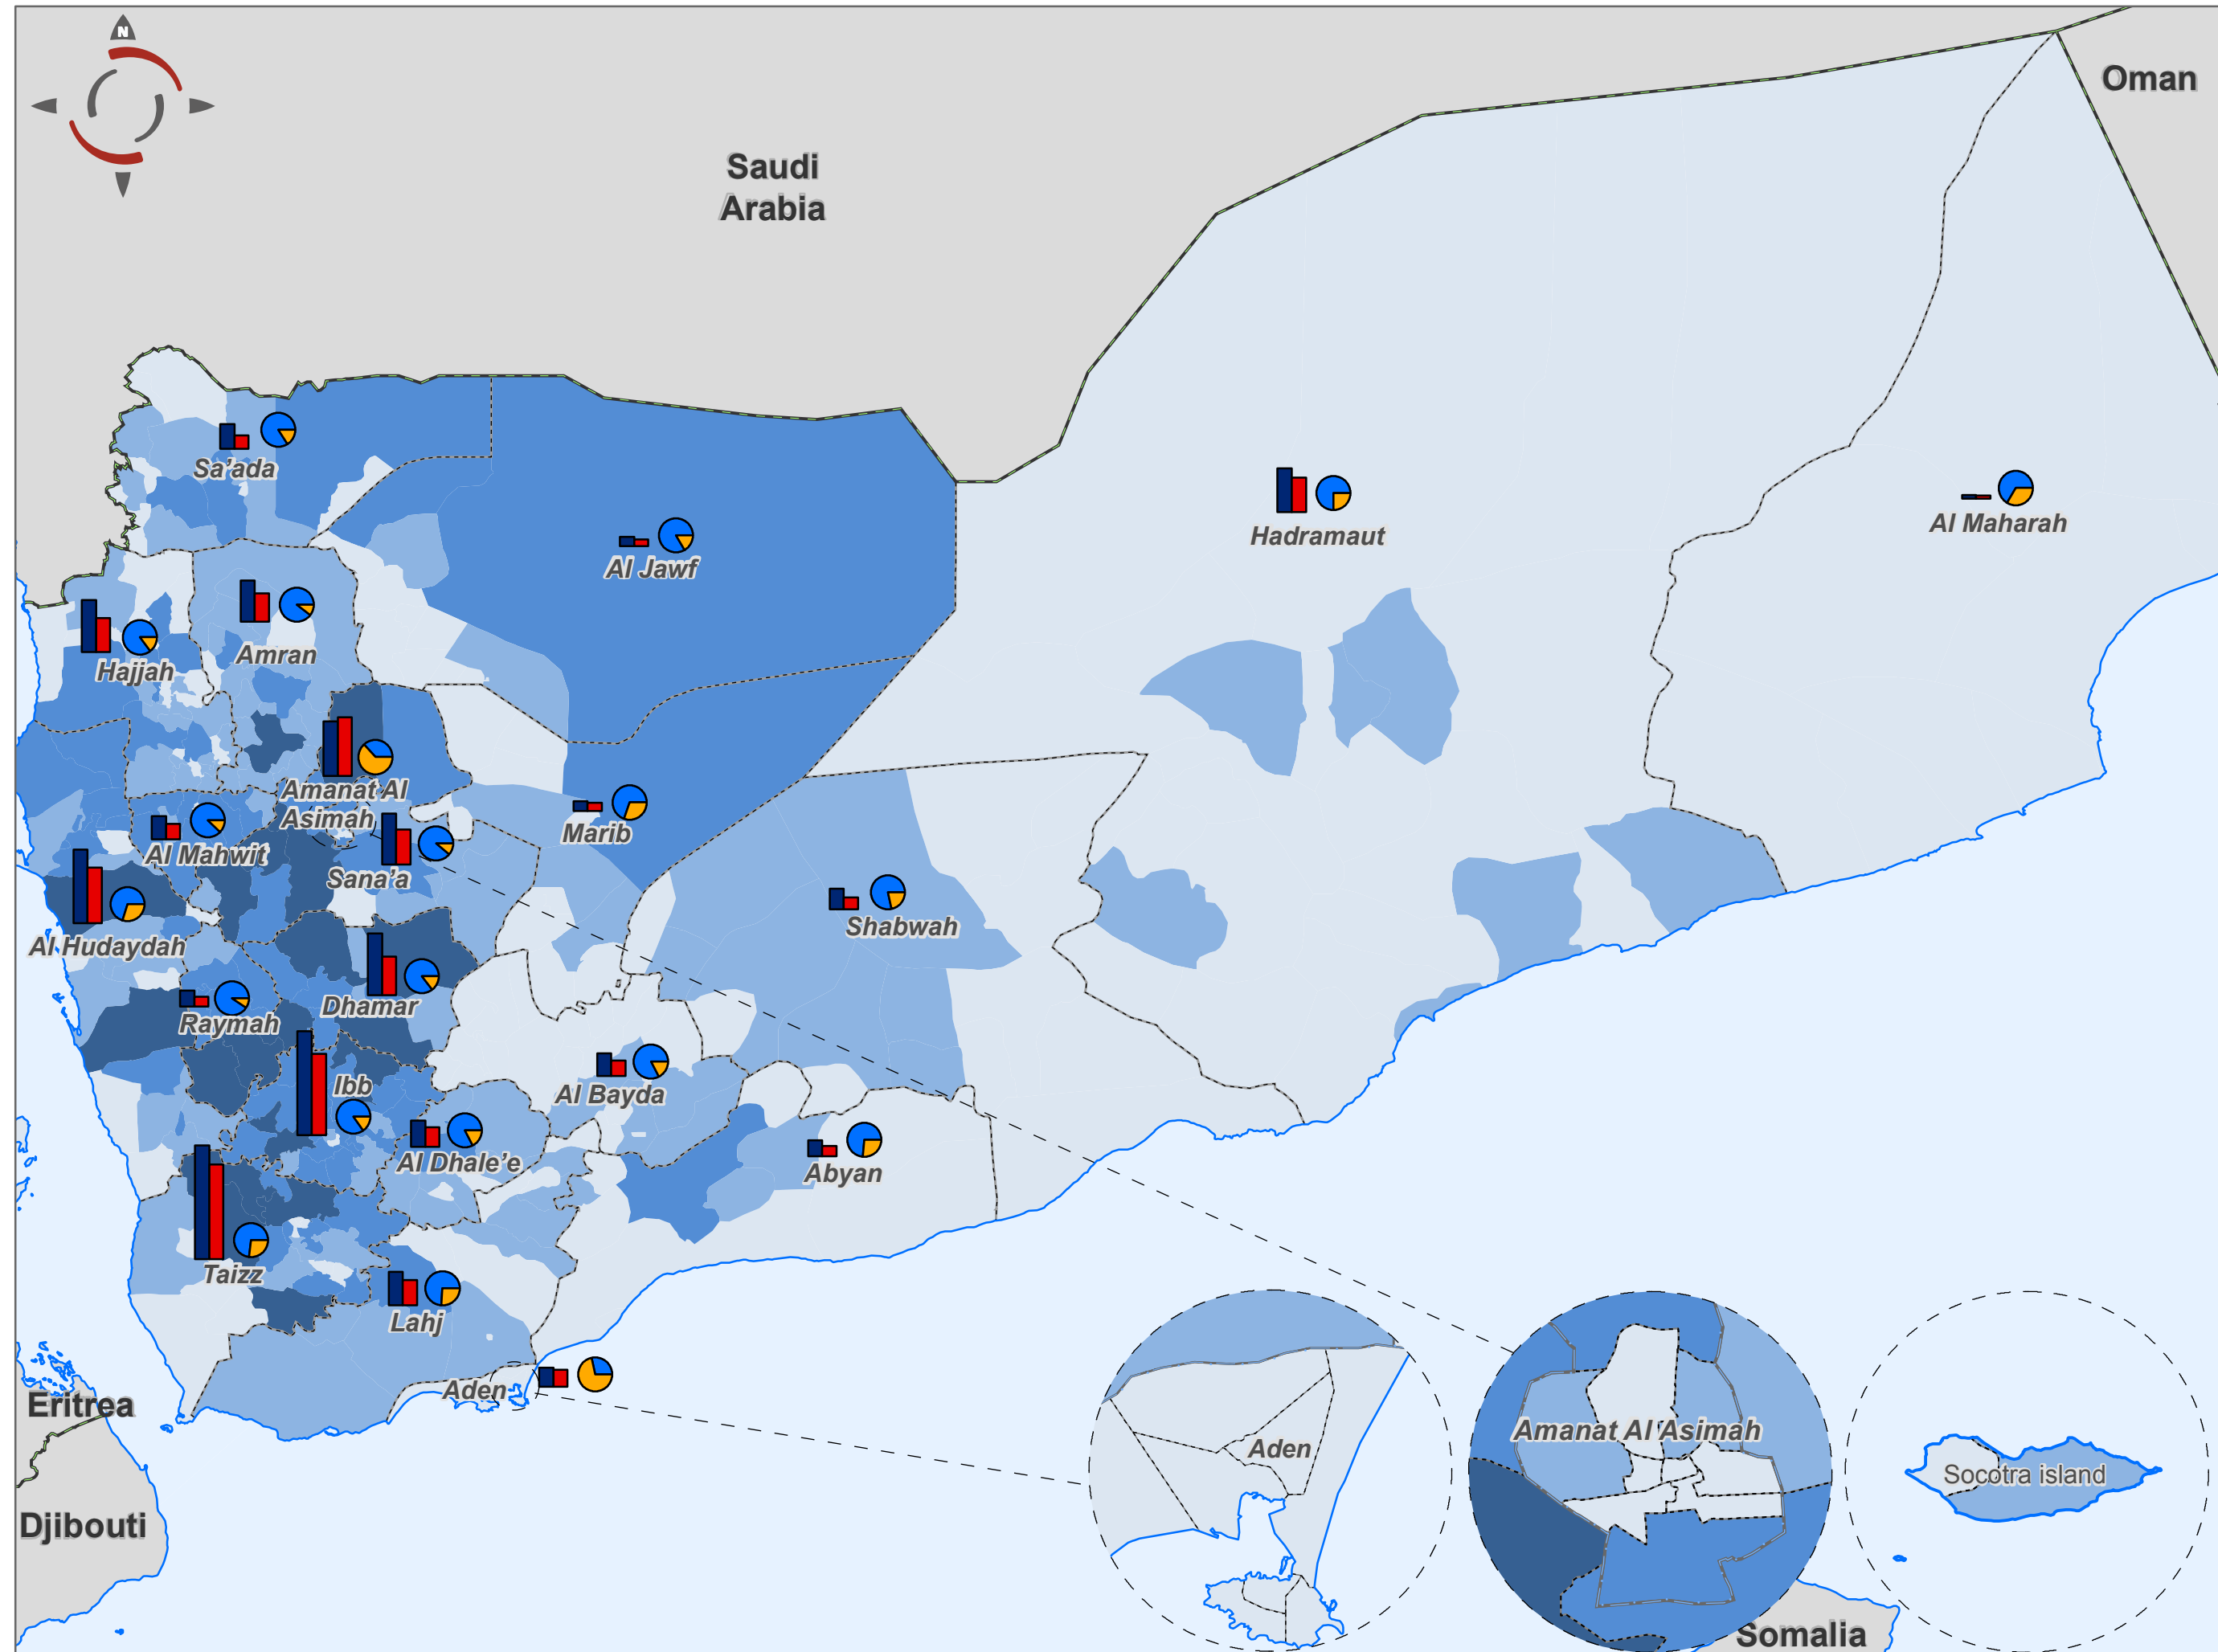 N
Oman
Saudi
Arabia
Sa'ada
Hadramaut
Al Maharah
Al Jawf
Amran
Hajjah
Amanat Al
Asimah
Marib
Al Mahwit
Sana'a
Shabwah
Al Hudaydah
Dhamar
Raymah
Ibb
Al Bayda
Al Dhale'e
Abyan
Taizz
Lahj
Aden
Eritrea
Aden
Amanat Al Asimah
Socotra island
Djibouti
Somalia